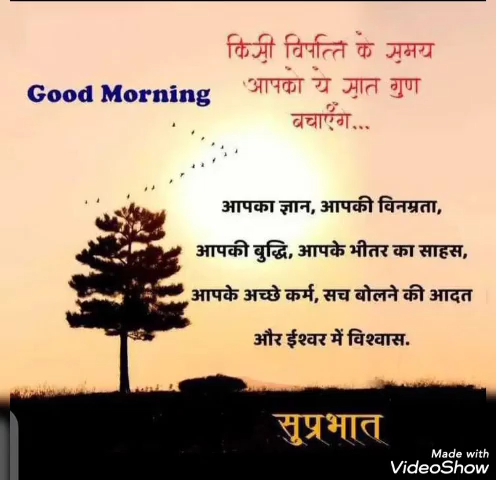 किसी विपत्ति के समय
Good Morning
आपको ये सात गुण
बचाएँगे...
आपका ज्ञान, आपकी विनम्रता,
आपकी बुद्धि, आपके भीतर का साहस,
आपके अच्छे कर्म, सच बोलने की आदत
और ईश्वर में विश्वास.
सुप्रभात
Made with
VideoShow